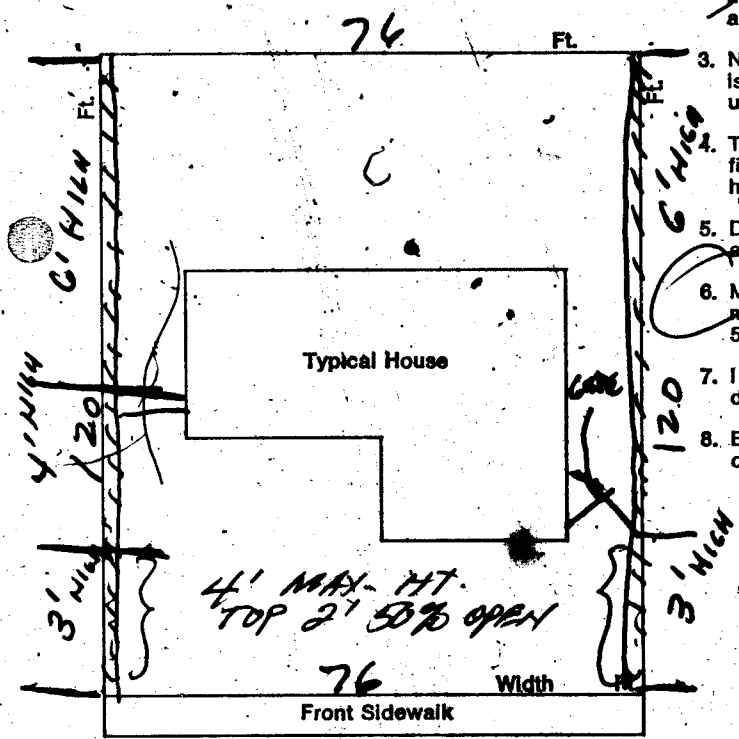 76 Ft.
a
3. N
is
u
Ft.
Ft.
6' HIGH
6' HIGH
4. T
fi
h
5. D
a
6. M
m
5
Typical House
7. I
d
GATE
4' HIGH
120
120
8. E
c
3' HIGH
3' HIGH
4' MAX. HT.
TOP 2' 50% OPEN
76 Width
Front Sidewalk